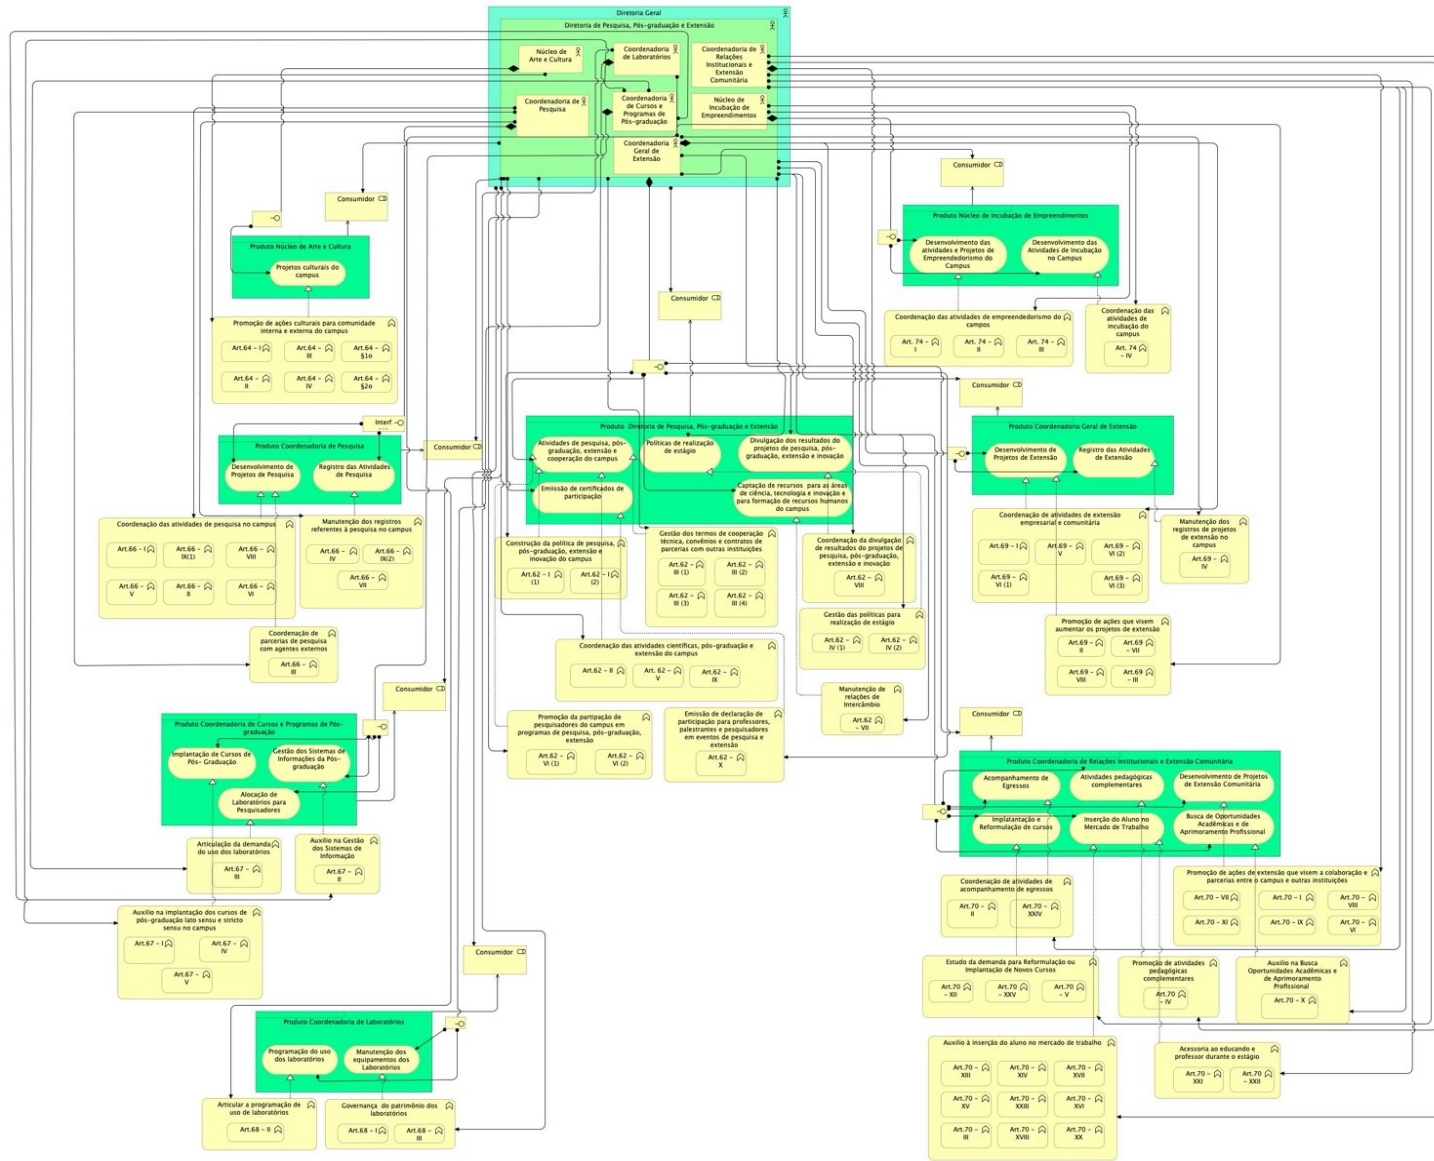 Diretoria Geral
Diretoria de Pesquisa, Pós-graduação e Extensão
Núcleo de
Arte e Cultura
Coordenadoria
de Laboratórios
Coordenadoria de
Relações
Institucionais e
Extensão
Comunitária
Coordenadoria de
Pesquisa
Coordenadoria
de Cursos e
Programas de
Pós-graduação
Núcleo de
Incubação de
Empreendimentos
Coordenadoria
Geral de
Extensão
Consumidor
Produto Núcleo de Arte e Cultura
Projetos culturais do
campus
Promoção de ações culturais para comunidade
interna e externa do campus
Art.64 - I
Art.64 -
III
Art.64 -
§1o
Art.64 -
II
Art.64 -
IV
Art.64 -
§2o
Interf
Consumidor
Produto Coordenadoria de Pesquisa
Desenvolvimento de
Projetos de Pesquisa
Registro das Atividades
de Pesquisa
Coordenação das atividades de pesquisa no campus
Art.66 - I
Art.66 -
IX(1)
Art.66 -
VIII
Art.66 -
V
Art.66 -
II
Art.66 -
VI
Manutenção dos registros
referentes à pesquisa no campus
Art.66 -
IV
Art.66 -
IX(2)
Art.66 -
VII
Coordenação de
parcerias de pesquisa
com agentes externos
Art.66 -
III
Consumidor
Produto Coordenadoria de Cursos e Programas de Pós-
graduação
Implantação de Cursos de
Pós- Graduação
Gestão dos Sistemas de
Informações da Pós-
graduação
Alocação de
Laboratórios para
Pesquisadores
Articulação da demanda
do uso dos laboratórios
Art.67 -
III
Auxilio na Gestão
dos Sistemas de
Informação
Art.67 -
II
Auxilio na implantação dos cursos de
pós-graduação lato sensu e stricto
sensu no campus
Art.67 - I
Art.67 -
IV
Art.67 -
V
Consumidor
Produto Coordenadoria de Laboratórios
Programação do uso
dos laboratórios
Manutenção dos
equipamentos dos
Laboratórios
Articular a programação de
uso de laboratórios
Art.68 - II
Governança do patrimônio dos
laboratórios
Art.68 - I
Art.68 -
III
Consumidor
Produto Diretoria de Pesquisa, Pós-graduação e Extensão
Atividades de pesquisa, pós-
graduação, extensão e
cooperação do campus
Políticas de realização
de estágio
Divulgação dos resultados do
projetos de pesquisa, pós-
graduação, extensão e inovação
Emissão de certificados de
participação
Captação de recursos para as áreas
de ciência, tecnologia e inovação e
para formação de recursos humanos
do campus
Construção da política de pesquisa,
pós-graduação, extensão e
inovação do campus
Art.62 - I
(1)
Art.62 - I
(2)
Gestão dos termos de cooperação
técnica, convênios e contratos de
parcerias com outras instituições
Art.62 -
III (1)
Art.62 -
III (2)
Art.62 -
III (3)
Art.62 -
III (4)
Coordenação da divulgação
de resultados do projetos de
pesquisa, pós-graduação,
extensão e inovação
Art.62 -
VIII
Gestão das políticas para
realização de estágio
Art.62 -
IV (1)
Art.62 -
IV (2)
Coordenação das atividades científicas, pós-graduação e
extensão do campus
Art.62 - II
Art. 62 -
V
Art.62 -
IX
Manutenção de
relações de
Intercâmbio
Art.62
- VII
Promoção da partipação de
pesquisadores do campus em
programas de pesquisa, pós-graduação,
extensão
Art.62 -
VI (1)
Art.62 -
VI (2)
Emissão de declaração de
participação para professores,
palestrantes e pesquisadores
em eventos de pesquisa e
extensão
Art.62 -
X
Consumidor
Produto Núcleo de Incubação de Empreendimentos
Desenvolvimento das
atividades e Projetos de
Empreendedorismo do
Campus
Desenvolvimento das
Atividades de Incubação
no Campus
Coordenação das atividades de empreendedorismo do
campos
Art. 74 -
I
Art. 74 -
II
Art. 74 -
III
Coordenação das
atividades de
incubação do
campus
Art. 74
- IV
Consumidor
Produto Coordenadoria Geral de Extensão
Desenvolvimento de
Projetos de Extensão
Registro das Atividades
de Extensão
Coordenação de atividades de extensão
empresarial e comunitária
Art.69 - I
Art.69 -
V
Art.69 -
VI (2)
Art.69 -
VI (1)
Art.69 -
VI (3)
Manutenção dos
registros de projetos
de extensão no
campus
Art.69 -
IV
Promoção de ações que visem
aumentar os projetos de extensão
Art.69 -
II
Art.69
- VII
Art.69 -
VIII
Art.69
- III
Consumidor
Produto Coordenadoria de Relações Institucionais e Extensão Comunitária
Acompanhamento de
Egressos
Atividades pedagógicas
complementares
Desenvolvimento de Projetos
de Extensão Comunitária
Implatantação e
Reformulação de cursos
Inserção do Aluno no
Mercado de Trabalho
Busca de Oportunidades
Acadêmicas e de
Aprimoramento Profissional
Coordenação de atividades de
acompanhamento de egressos
Art.70 -
II
Art.70 -
XXIV
Promoção de ações de extensão que visem a colaboração e
parcerias entre o campus e outras instituições
Art.70 - VII
Art.70 - I
Art.70 -
VIII
Art.70 - Xi
Art.70 - IX
Art.70 -
VI
Estudo da demanda para Reformulação ou
Implantação de Novos Cursos
Art.70
- XII
Art.70
- XXV
Art.70
- V
Promoção de atividades
pedagógicas
complementares
Art.70
- IV
Auxilio na Busca
Oportunidades Acadêmicas e
de Aprimoramento
Profissional
Art.70 - X
Auxilio à inserção do aluno no mercado de trabalho
Art.70 -
XIII
Art.70 -
XIV
Art.70 -
XVII
Art.70 -
XV
Art.70 -
XXIII
Art.70 -
XVI
Art.70 -
III
Art.70 -
XVIII
Art.70 -
XX
Acessoria ao educando e
professor durante o estágio
Art.70 -
XXI
Art.70
- XXII